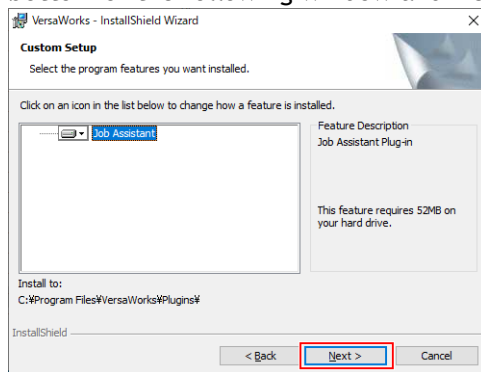 VersaWorks - InstallShield Wizard
Custom Setup
Select the program features you want installed.
Click on an icon in the list below to change how a feature is installed.
Job Assistant
Feature Description
Job Assistant Plug-in
This feature requires 52MB on
your hard drive.
Install to:
C:¥Program Files¥VersaWorks¥Plugins¥
InstallShield
< Back
Next >
Cancel